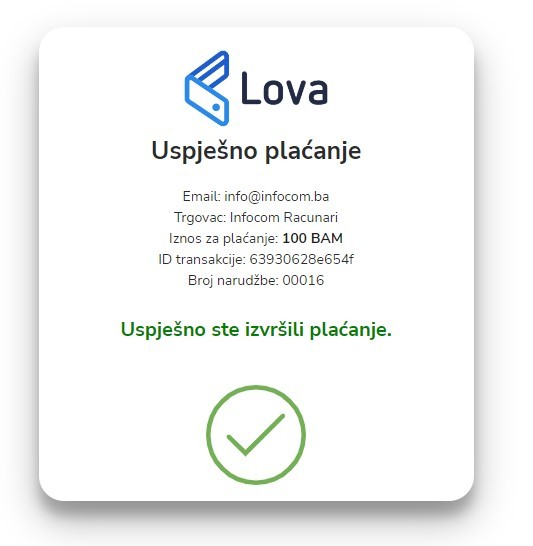 Lova
Uspješno plaćanje
Email: info@infocom.ba
Trgovac: Infocom Racunari
Iznos za plaćanje: 100 BAM
ID transakcije: 63930628e654f
Broj narudžbe: 00016
Uspješno ste izvršili plaćanje.